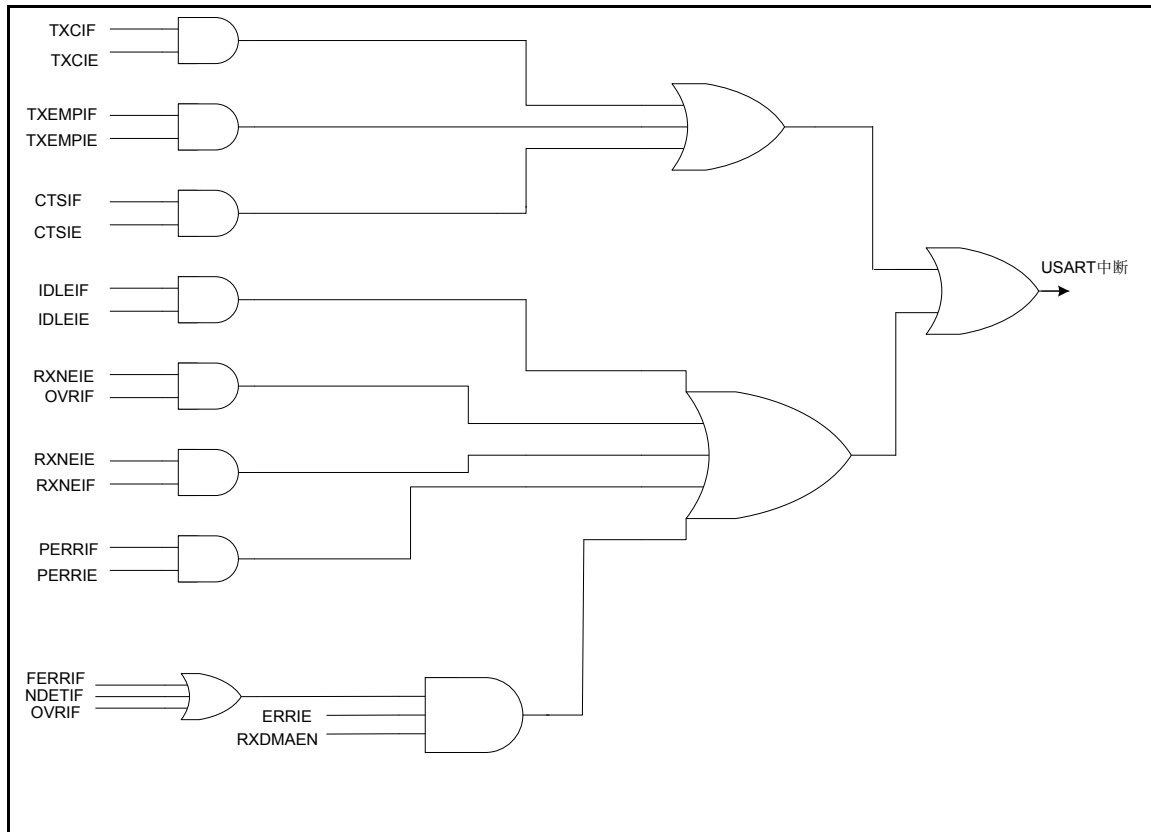 TXCIF
TXCIE
TXEMPIF
TXEMPIE
CTSIF
CTSIE
IDLEIF
IDLEIE
USART中断
RXNEIE
OVRIF
RXNEIE
RXNEIF
PERRIF
PERRIE
FERRIF
NDETIF
OVRIF
ERRIE
RXDMAEN